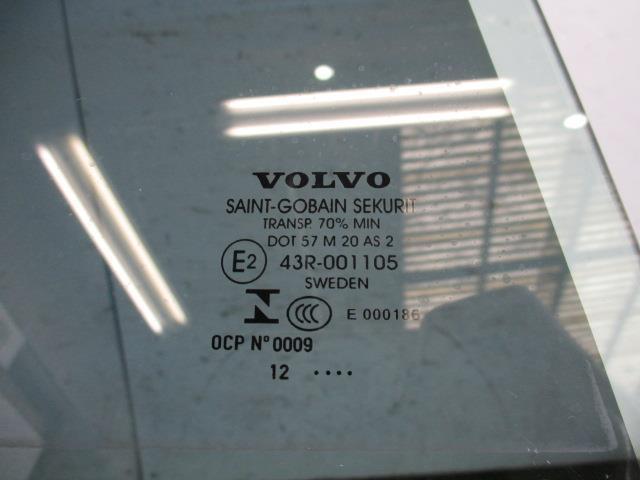 VOLVO
SAINT-GOBAIN SEKURIT
TRANSP. 70% MIN
DOT 57 M 20 AS 2
E2 43R-001105
SWEDEN
CCC E 000186
OCP N° 0009
12 ....